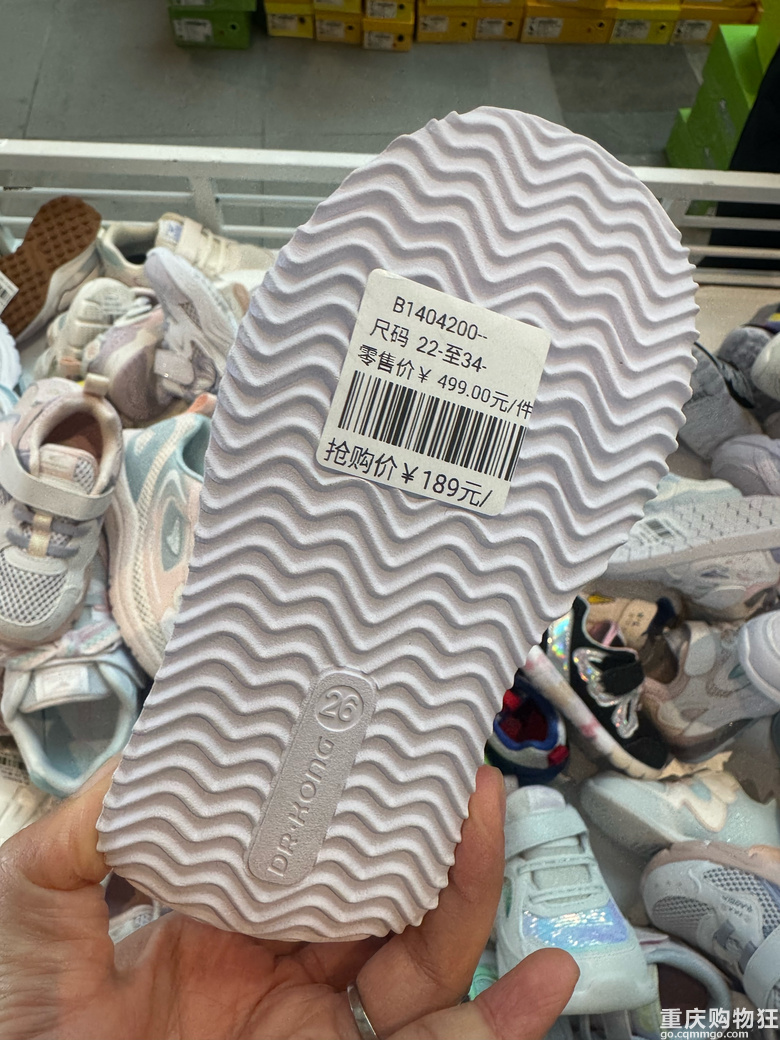 B1404200--
尺码 22-至34-
零售价￥ 499.00元/件
抢购价￥189元/
26
DR·KONG
重庆购物狂
go.cqmmgo.com